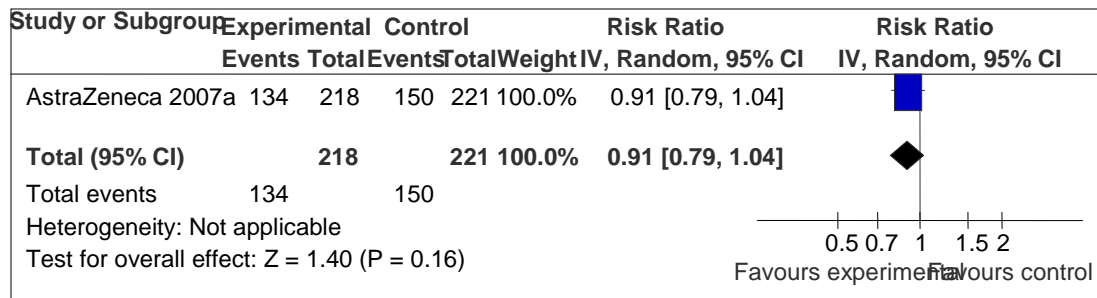 Study or Subgroup Experimental Control Risk Ratio Risk Ratio
Events Total Events Total Weight IV, Random, 95% CI IV, Random, 95% CI
AstraZeneca 2007a 134 218 150 221 100.0% 0.91 [0.79, 1.04]
Total (95% CI) 218 221 100.0% 0.91 [0.79, 1.04]
Total events 134 150
Heterogeneity: Not applicable
Test for overall effect: Z = 1.40 (P = 0.16)
0.5 0.7 1 1.5 2
Favours experimental Favours control